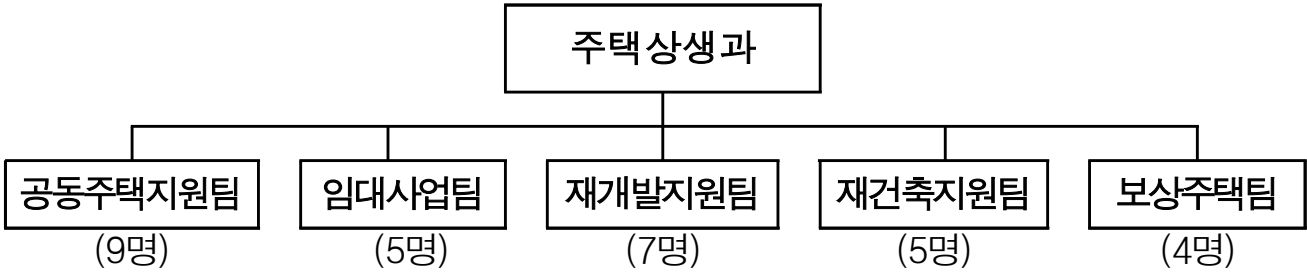 주택상생과
공동주택지원팀 임대사업팀 재개발지원팀 재건축지원팀 보상주택팀
(9명) (5명) (7명) (5명) (4명)